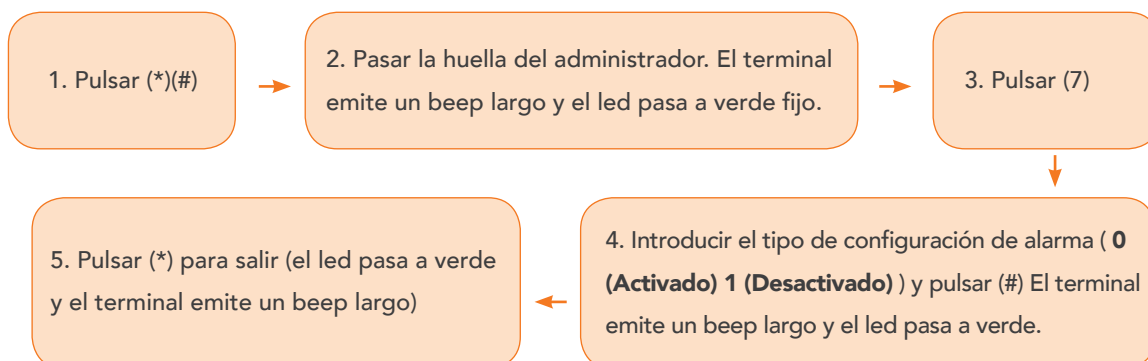 1. Pulsar (*)(#)
2. Pasar la huella del administrador. El terminal
emite un beep largo y el led pasa a verde fijo.
3. Pulsar (7)
4. Introducir el tipo de configuración de alarma ( 0
(Activado) 1 (Desactivado) ) y pulsar (#) El terminal
emite un beep largo y el led pasa a verde.
5. Pulsar (*) para salir (el led pasa a verde
y el terminal emite un beep largo)